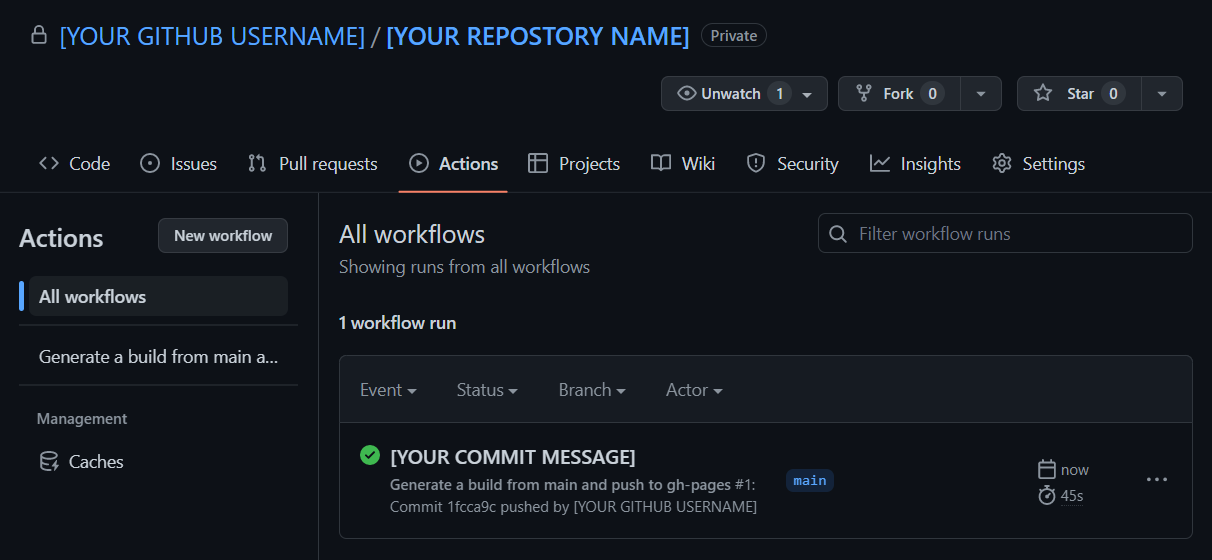 [YOUR GITHUB USERNAME] / [YOUR REPOSTORY NAME] Private
Unwatch 1 Fork 0 Star 0
Code Issues Pull requests Actions Projects Wiki Security Insights Settings
Actions New workflow
All workflows
Generate a build from main a...
Management
Caches
All workflows
Filter workflow runs
Showing runs from all workflows
1 workflow run
Event Status Branch Actor
[YOUR COMMIT MESSAGE]
Generate a build from main and push to gh-pages #1:
Commit 1fcca9c pushed by [YOUR GITHUB USERNAME]
main
now
45s